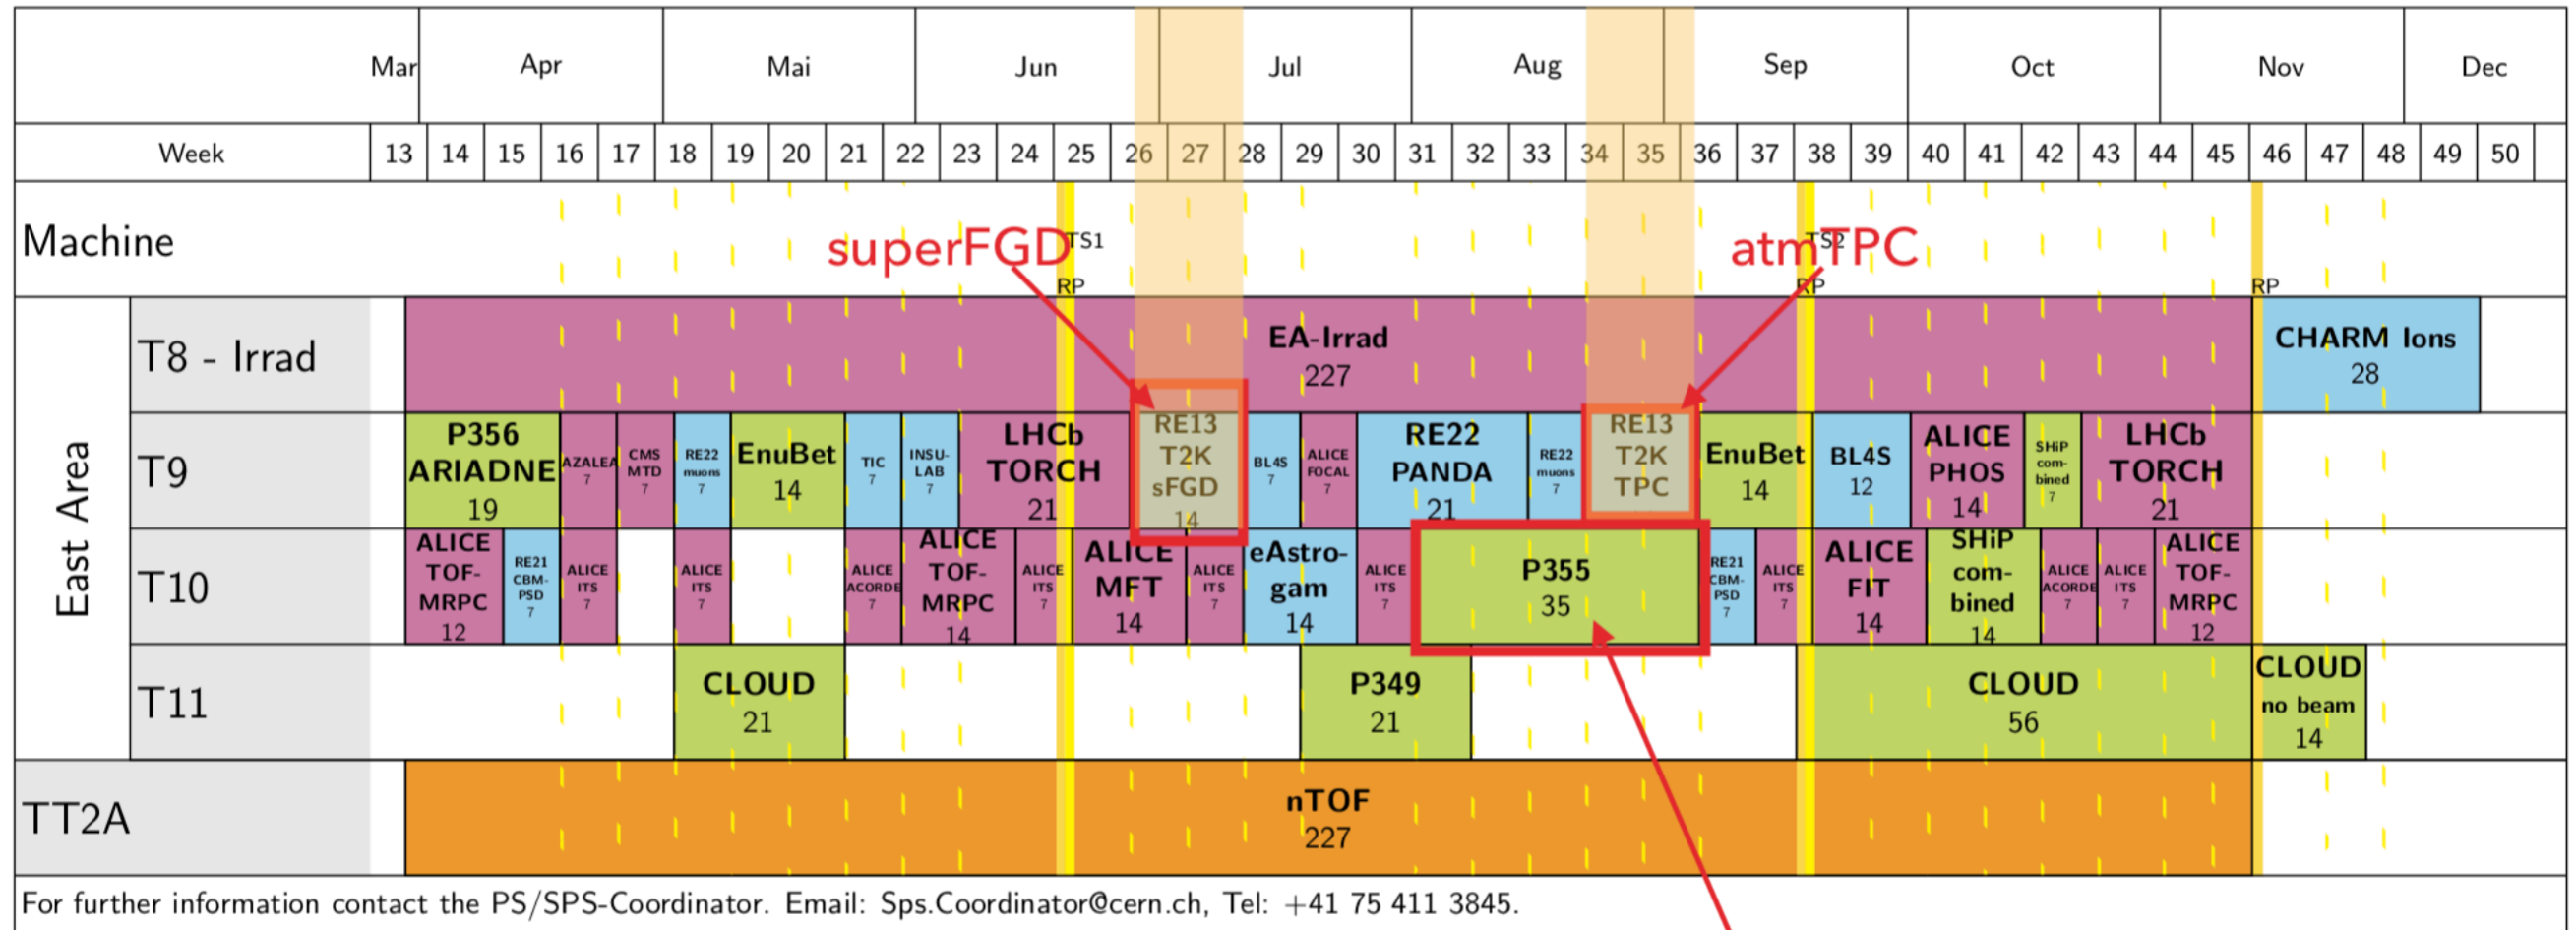 Mar Apr Mai Jun Jul Aug Sep Oct Nov Dec
Week 13 14 15 16 17 18 19 20 21 22 23 24 25 26 27 28 29 30 31 32 33 34 35 36 37 38 39 40 41 42 43 44 45 46 47 48 49 50
Machine
superFGD
TS1
RP
atmTPC
TS2
RP
RP
East Area
T8 - Irrad
EA-Irrad
227
CHARM Ions
28
T9
P356
ARIADNE
19
AZALEA
7
CMS
MTD
7
RE22
muons
7
EnuBet
14
TIC
7
INSU-
LAB
7
LHCb
TORCH
21
RE13
T2K
sFGD
14
BL4S
7
ALICE
FOCAL
7
RE22
PANDA
21
RE22
muons
7
RE13
T2K
TPC
EnuBet
14
BL4S
12
ALICE
PHOS
14
SHiP
com-
bined
7
LHCb
TORCH
21
T10
ALICE
TOF-
MRPC
12
RE21
CBM-
PSD
7
ALICE
ITS
7
ALICE
ITS
7
ALICE
ACORDE
7
ALICE
TOF-
MRPC
14
ALICE
ITS
7
ALICE
MFT
14
ALICE
ITS
7
eAstro-
gam
14
ALICE
ITS
7
P355
35
RE21
CBM-
PSD
7
ALICE
ITS
7
ALICE
FIT
14
SHiP
com-
bined
14
ALICE
ACORDE
7
ALICE
ITS
7
ALICE
TOF-
MRPC
12
T11
CLOUD
21
P349
21
CLOUD
56
CLOUD
no beam
14
TT2A
nTOF
227
For further information contact the PS/SPS-Coordinator. Email: Sps.Coordinator@cern.ch, Tel: +41 75 411 3845.